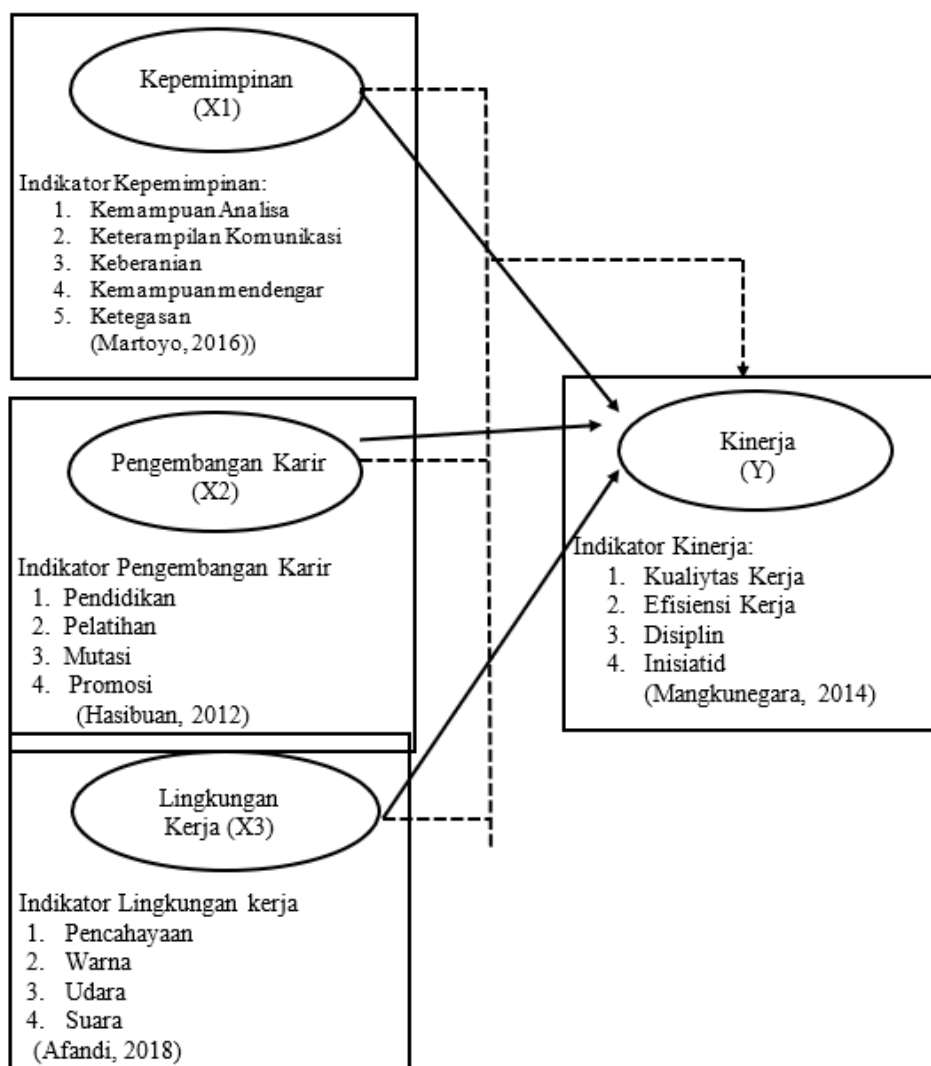 Kepemimpinan
(X1)
Indikator Kepemimpinan:
1. Kemampuan Analisa
2. Keterampilan Komunikasi
3. Keberanian
4. Kemampuan mendengar
5. Ketegasan
(Martoyo, 2016))
Pengembangan Karir
(X2)
Indikator Pengembangan Karir
1. Pendidikan
2. Pelatihan
3. Mutasi
4. Promosi
(Hasibuan, 2012)
Lingkungan
Kerja (X3)
Indikator Lingkungan kerja
1. Pencahayaan
2. Warna
3. Udara
4. Suara
(Afandi, 2018)
Kinerja
(Y)
Indikator Kinerja:
1. Kualiytas Kerja
2. Efisiensi Kerja
3. Disiplin
4. Inisiatid
(Mangkunegara, 2014)